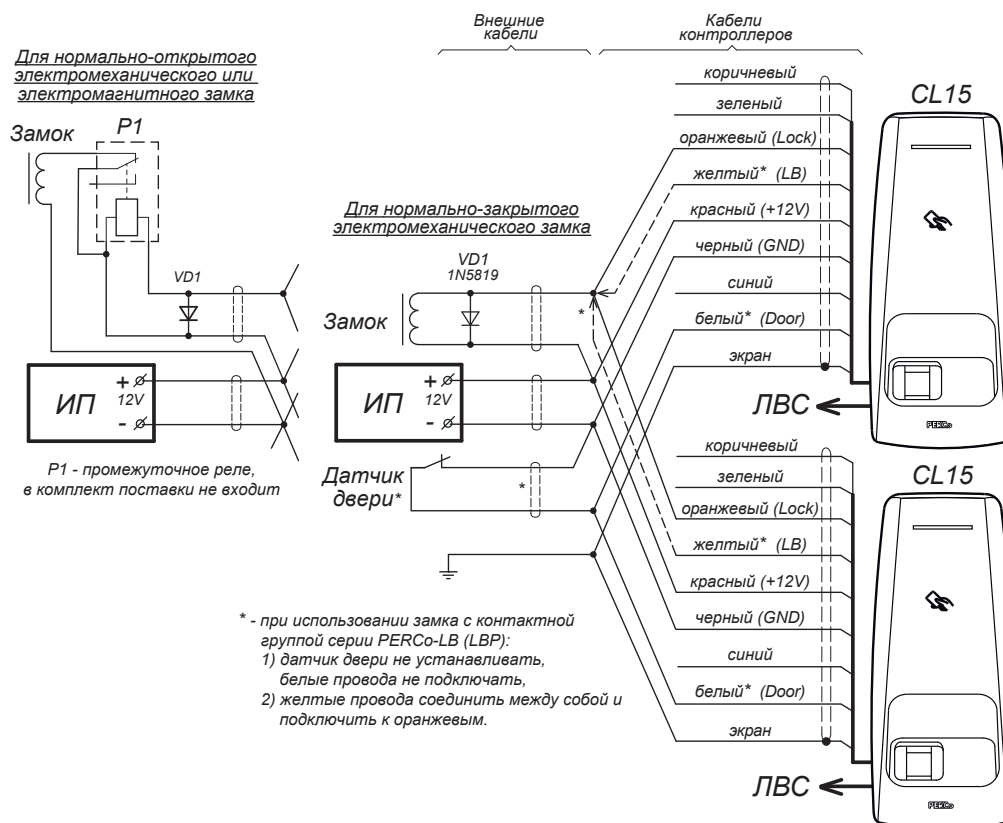 Внешние
кабели
Кабели
контроллеров
Для нормально-открытого
электромеханического или
электромагнитного замка
Замок
P1
VD1
+
12V
-
ИП
P1 - промежуточное реле,
в комплект поставки не входит
Для нормально-закрытого
электромеханического замка
VD1
1N5819
Замок
*
+
12V
-
ИП
Датчик
двери*
*
коричневый
зеленый
оранжевый (Lock)
желтый* (LB)
красный (+12V)
черный (GND)
синий
белый* (Door)
экран
CL15
ЛВС
PERCo
коричневый
зеленый
оранжевый (Lock)
желтый* (LB)
красный (+12V)
черный (GND)
синий
белый* (Door)
экран
CL15
ЛВС
PERCo
* - при использовании замка с контактной
группой серии PERCo-LB (LBP):
1) датчик двери не устанавливать,
белые провода не подключать,
2) желтые провода соединить между собой и
подключить к оранжевым.